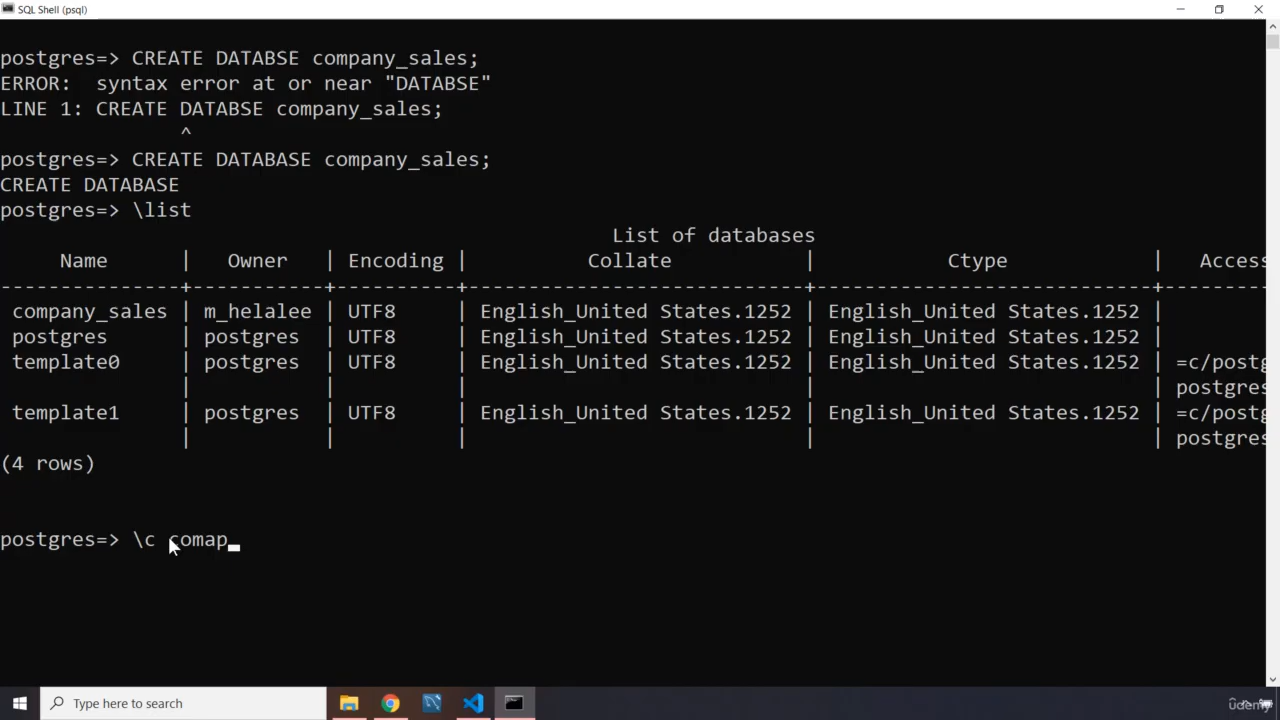 SQL Shell (psql)
postgres=> CREATE DATABSE company_sales;
ERROR:  syntax error at or near "DATABSE"
LINE 1: CREATE DATABSE company_sales;
               ^
postgres=> CREATE DATABASE company_sales;
CREATE DATABASE
postgres=> \list
List of databases
Name | Owner | Encoding | Collate | Ctype | Access
---------------+-----------+----------+-----------------------------+----------------------------+---------
company_sales | m_helalee | UTF8 | English_United States.1252 | English_United States.1252 |
postgres | postgres | UTF8 | English_United States.1252 | English_United States.1252 |
template0 | postgres | UTF8 | English_United States.1252 | English_United States.1252 | =c/postg
| | | | | postgres
template1 | postgres | UTF8 | English_United States.1252 | English_United States.1252 | =c/postg
| | | | | postgres
(4 rows)
postgres=> \c comap
Type here to search
udemy